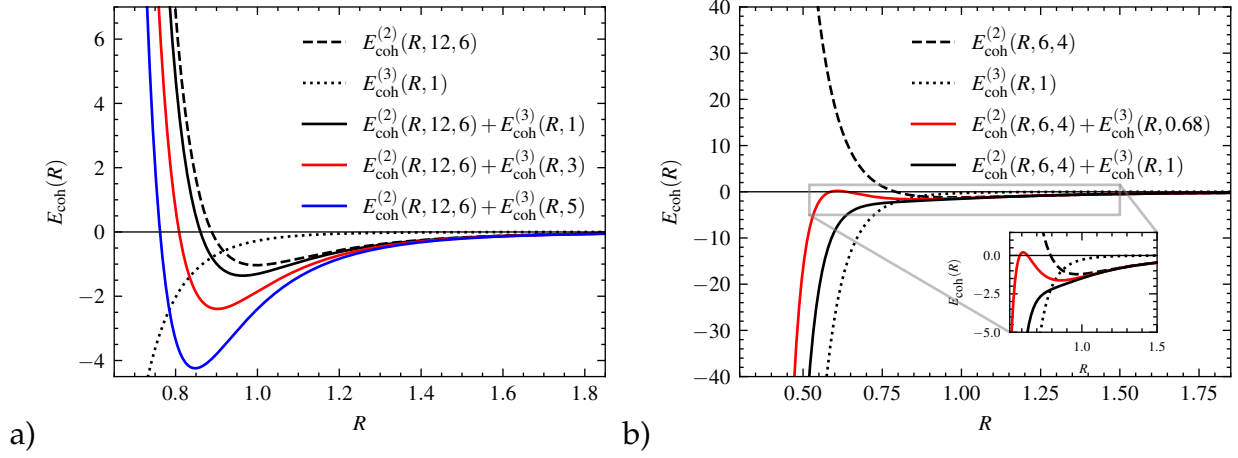 6
4
2
0
−2
−4
E_coh(R)
E_coh^(2)(R, 12, 6)
E_coh^(3)(R, 1)
E_coh^(2)(R, 12, 6) + E_coh^(3)(R, 1)
E_coh^(2)(R, 12, 6) + E_coh^(3)(R, 3)
E_coh^(2)(R, 12, 6) + E_coh^(3)(R, 5)
0.8 1.0 1.2 1.4 1.6 1.8
R
a)
40
30
20
10
0
−10
−20
−30
−40
E_coh(R)
E_coh^(2)(R, 6, 4)
E_coh^(3)(R, 1)
E_coh^(2)(R, 6, 4) + E_coh^(3)(R, 0.68)
E_coh^(2)(R, 6, 4) + E_coh^(3)(R, 1)
0.0
−2.5
−5.0
E_coh(R)
1.0 1.5
R
0.50 0.75 1.00 1.25 1.50 1.75
R
b)